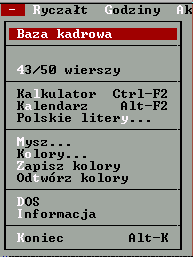 - Ryczałt Godziny Ak
Baza kadrowa
43/50 wierszy
Kalkulator Ctrl-F2
Kalendarz Alt-F2
Polskie litery...
Mysz...
Kolory...
Zapisz kolory
Odtwórz kolory
DOS
Informacja
Koniec Alt-K